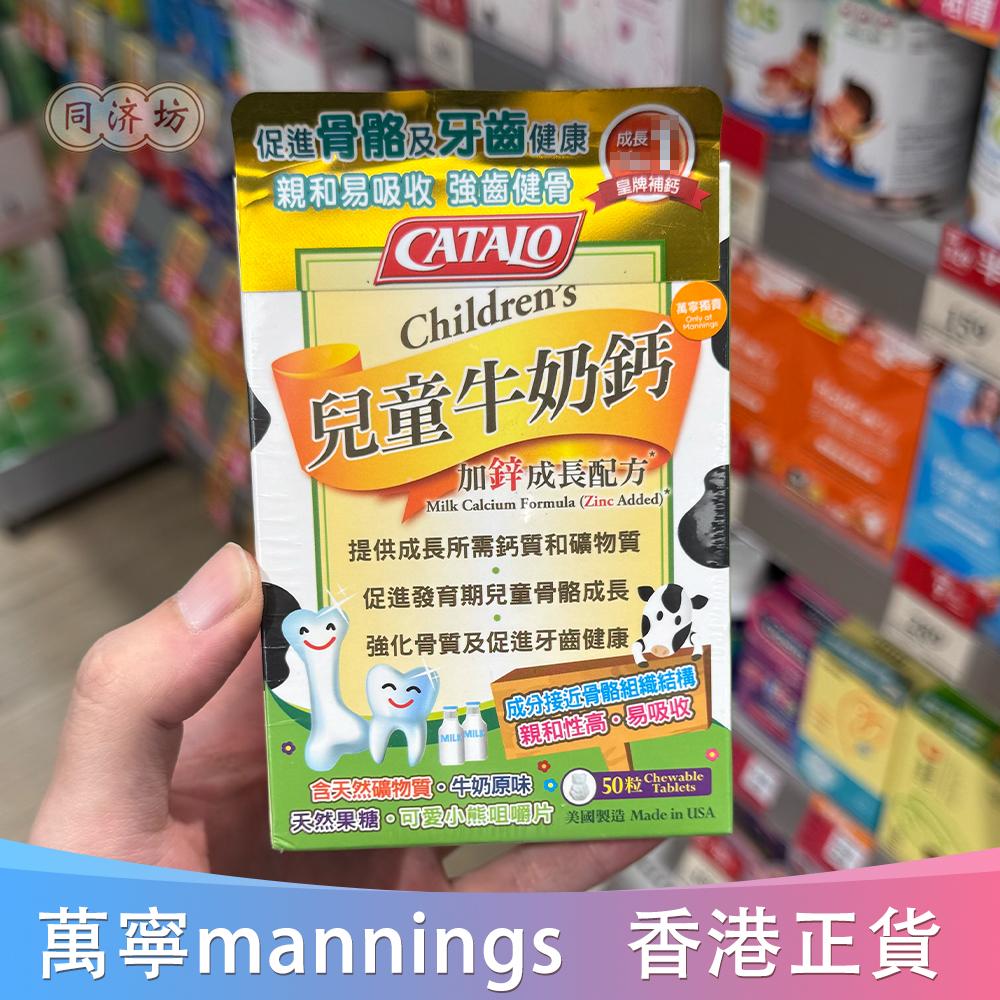 同济坊
促進骨骼及牙齒健康
親和易吸收 強齒健骨
成長
皇牌補鈣
CATALO
Children's
萬寧獨賣
Only at
Mannings
兒童牛奶鈣
加鋅成長配方*
Milk Calcium Formula (Zinc Added)*
提供成長所需鈣質和礦物質
促進發育期兒童骨骼成長
強化骨質及促進牙齒健康
成分接近骨骼組織結構
親和性高・易吸收
MILK MILK
含天然礦物質・牛奶原味
天然果糖・可愛小熊咀嚼片
50粒 Chewable Tablets
美國製造 Made in USA
萬寧mannings 香港正貨